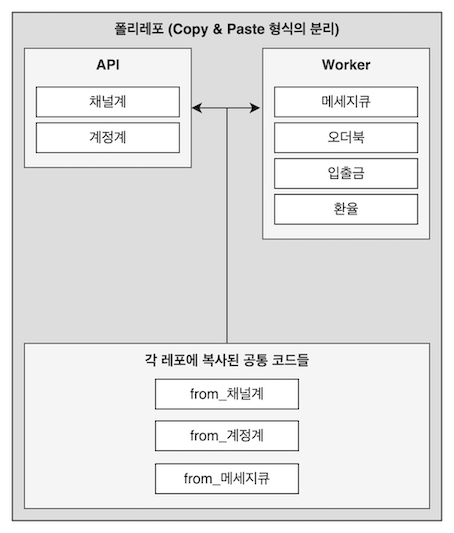 폴리레포 (Copy & Paste 형식의 분리)
API
채널계
계정계
Worker
메세지큐
오더북
입출금
환율
각 레포에 복사된 공통 코드들
from_채널계
from_계정계
from_메세지큐